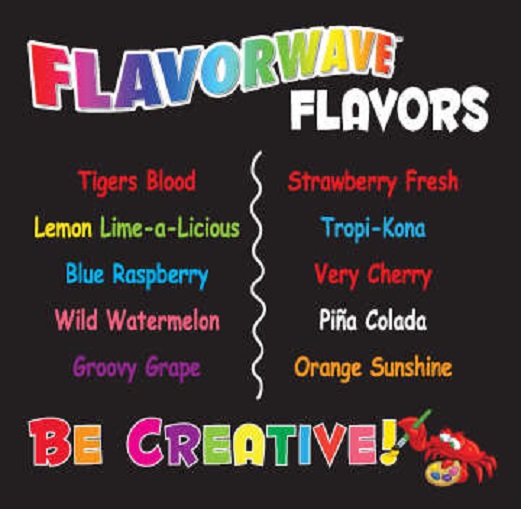 FLAVORWAVE™
FLAVORS
Tigers Blood
Lemon Lime-a-Licious
Blue Raspberry
Wild Watermelon
Groovy Grape
Strawberry Fresh
Tropi-Kona
Very Cherry
Piña Colada
Orange Sunshine
BE CREATIVE!